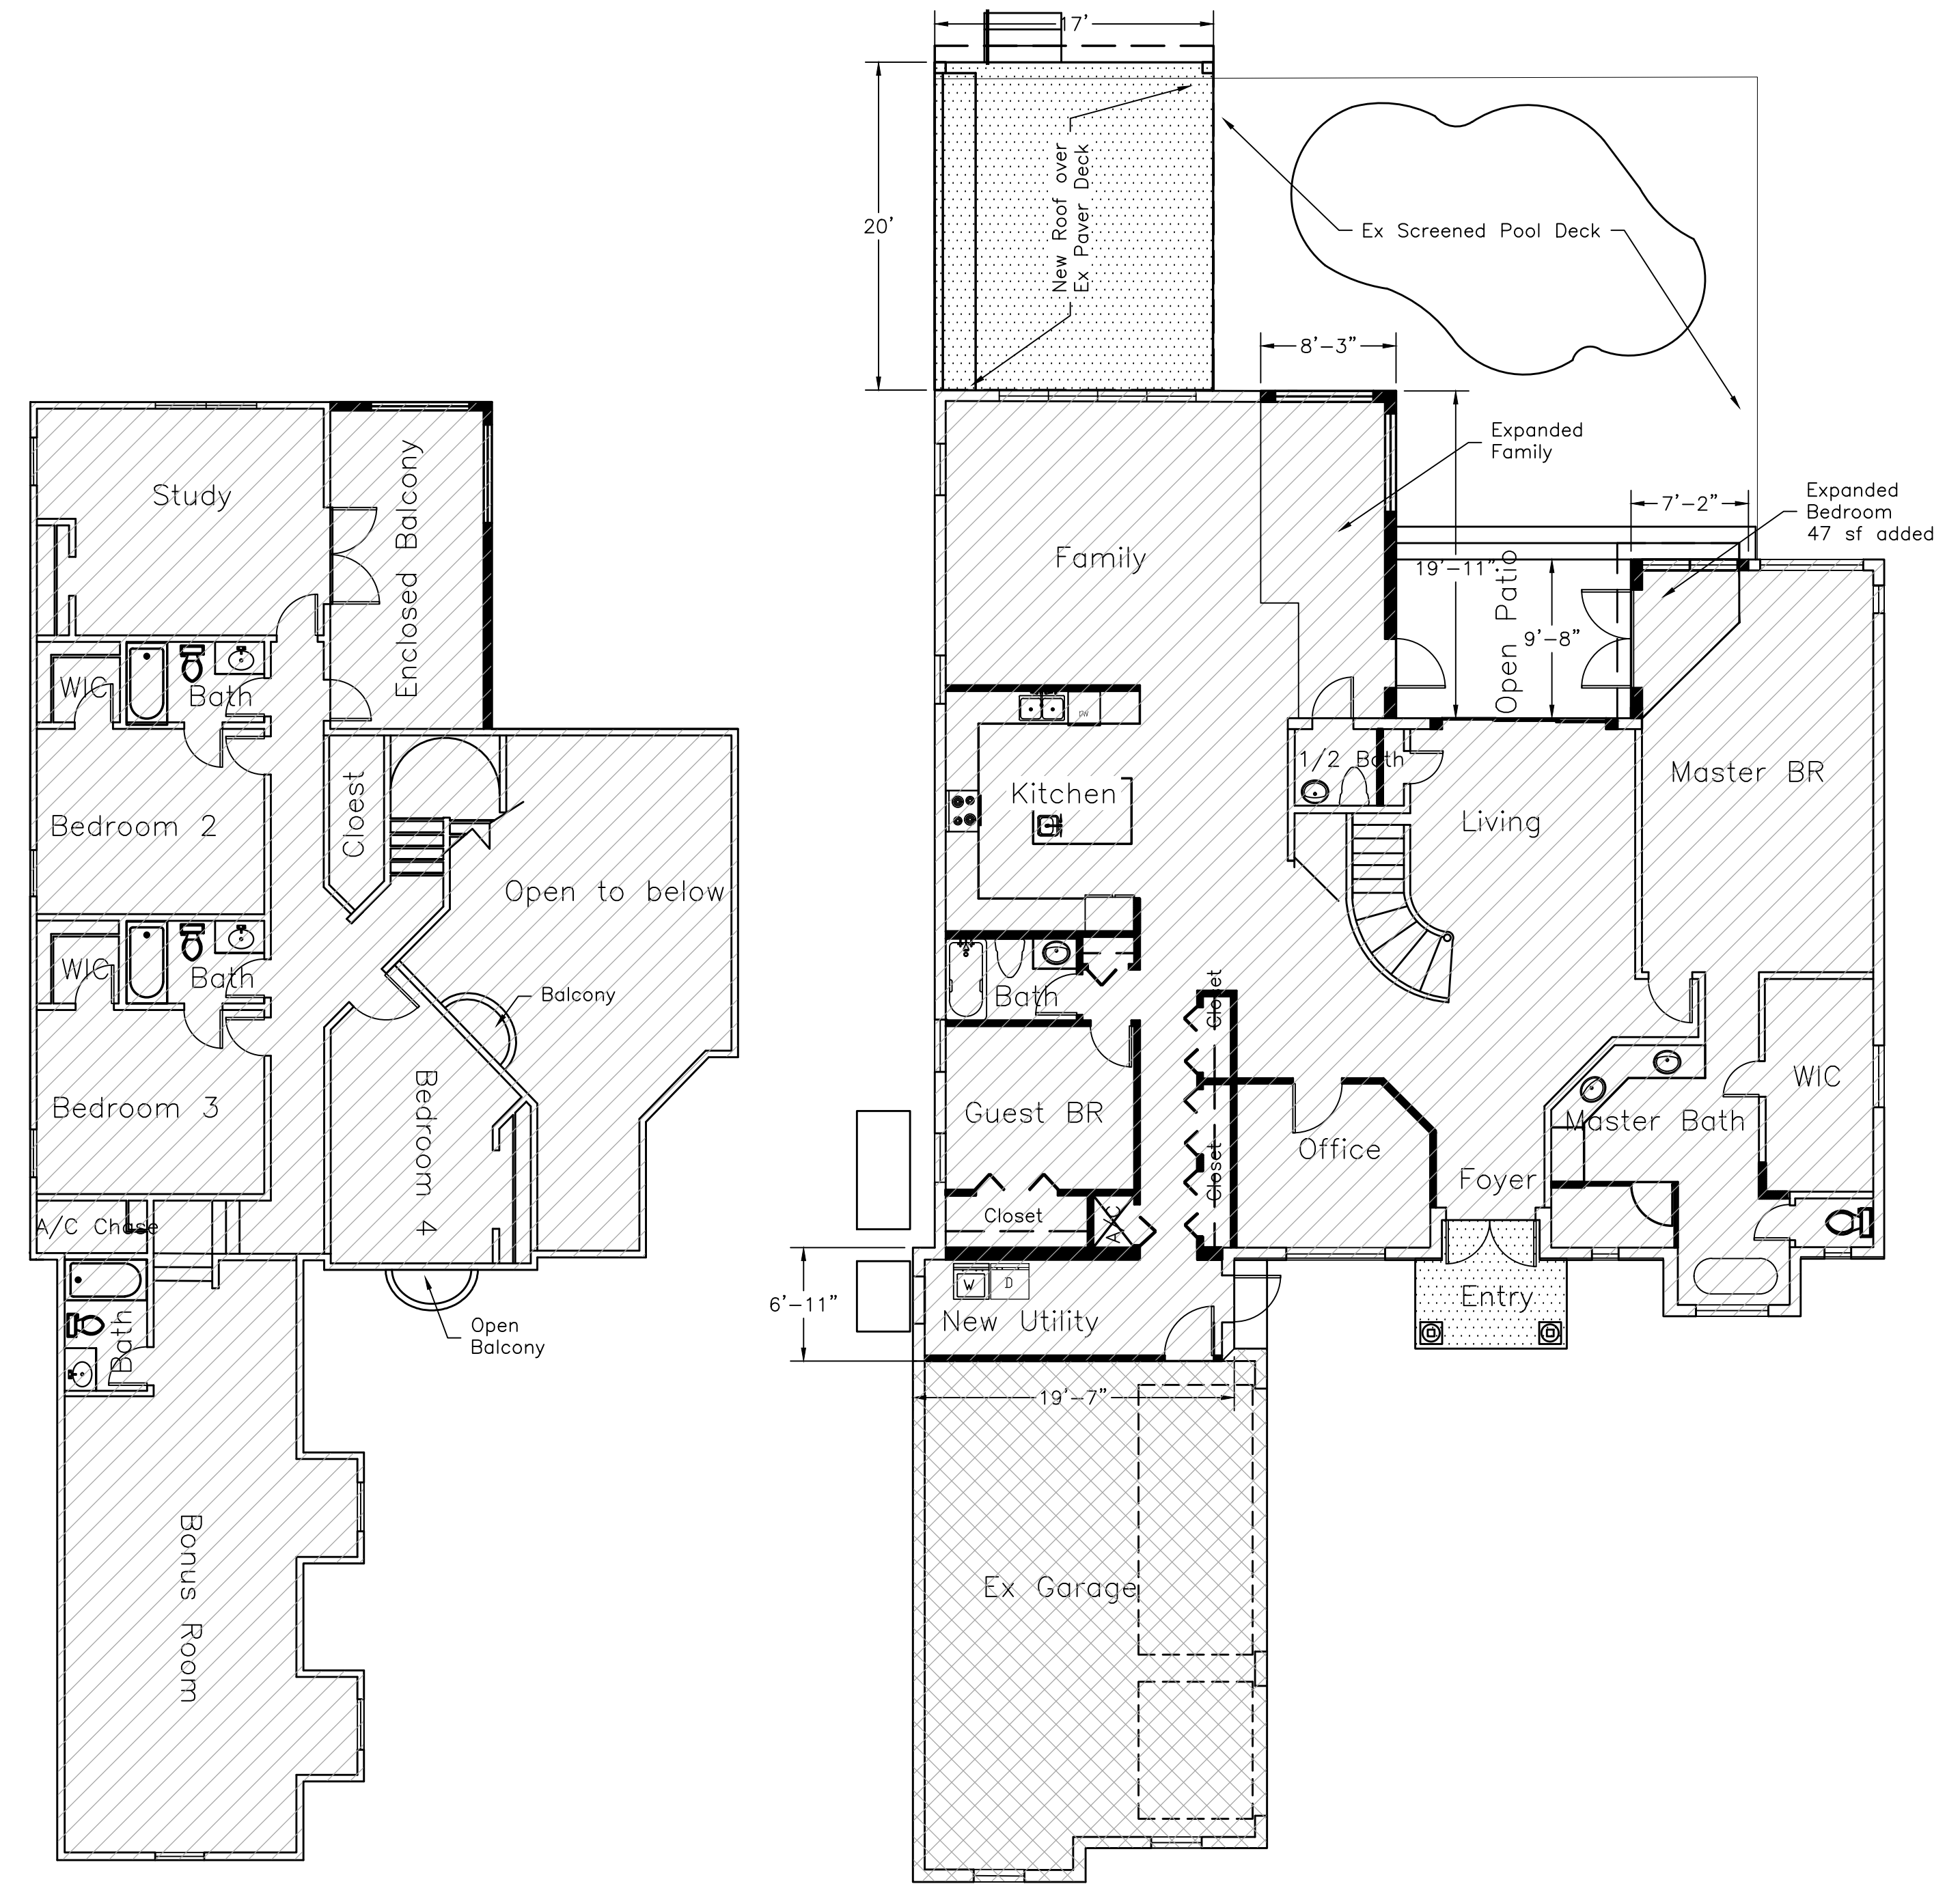 Study
Enclosed Balcony
WIC
Bath
Bedroom 2
Cloest
Open to below
WIC
Bath
Balcony
Bedroom 3
Bedroom 4
A/C Chase
Bath
Open
Balcony
Bonus Room
17'
20'
New Roof over
Ex Paver Deck
Ex Screened Pool Deck
8'-3"
Expanded
Family
7'-2"
Expanded
Bedroom
47 sf added
Family
19'-11"
Open Patio
9'-8"
DW
1/2 Bath
Kitchen
Living
Master BR
Bath
Closet
Guest BR
Closet
Office
Foyer
Master Bath
WIC
Closet
A/C
6'-11"
W
D
New Utility
Entry
19'-7"
Ex Garage